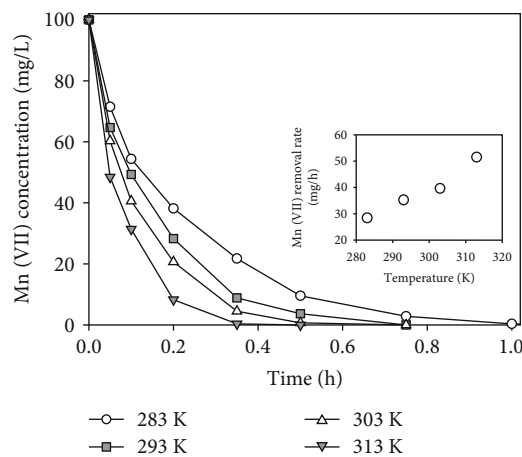 Mn (VII) concentration (mg/L)
100
80
60
40
20
0
0.0
0.2
0.4
0.6
0.8
1.0
Time (h)
Mn (VII) removal rate
(mg/h)
60
50
40
30
20
280
290
300
310
320
Temperature (K)
283 K
293 K
303 K
313 K